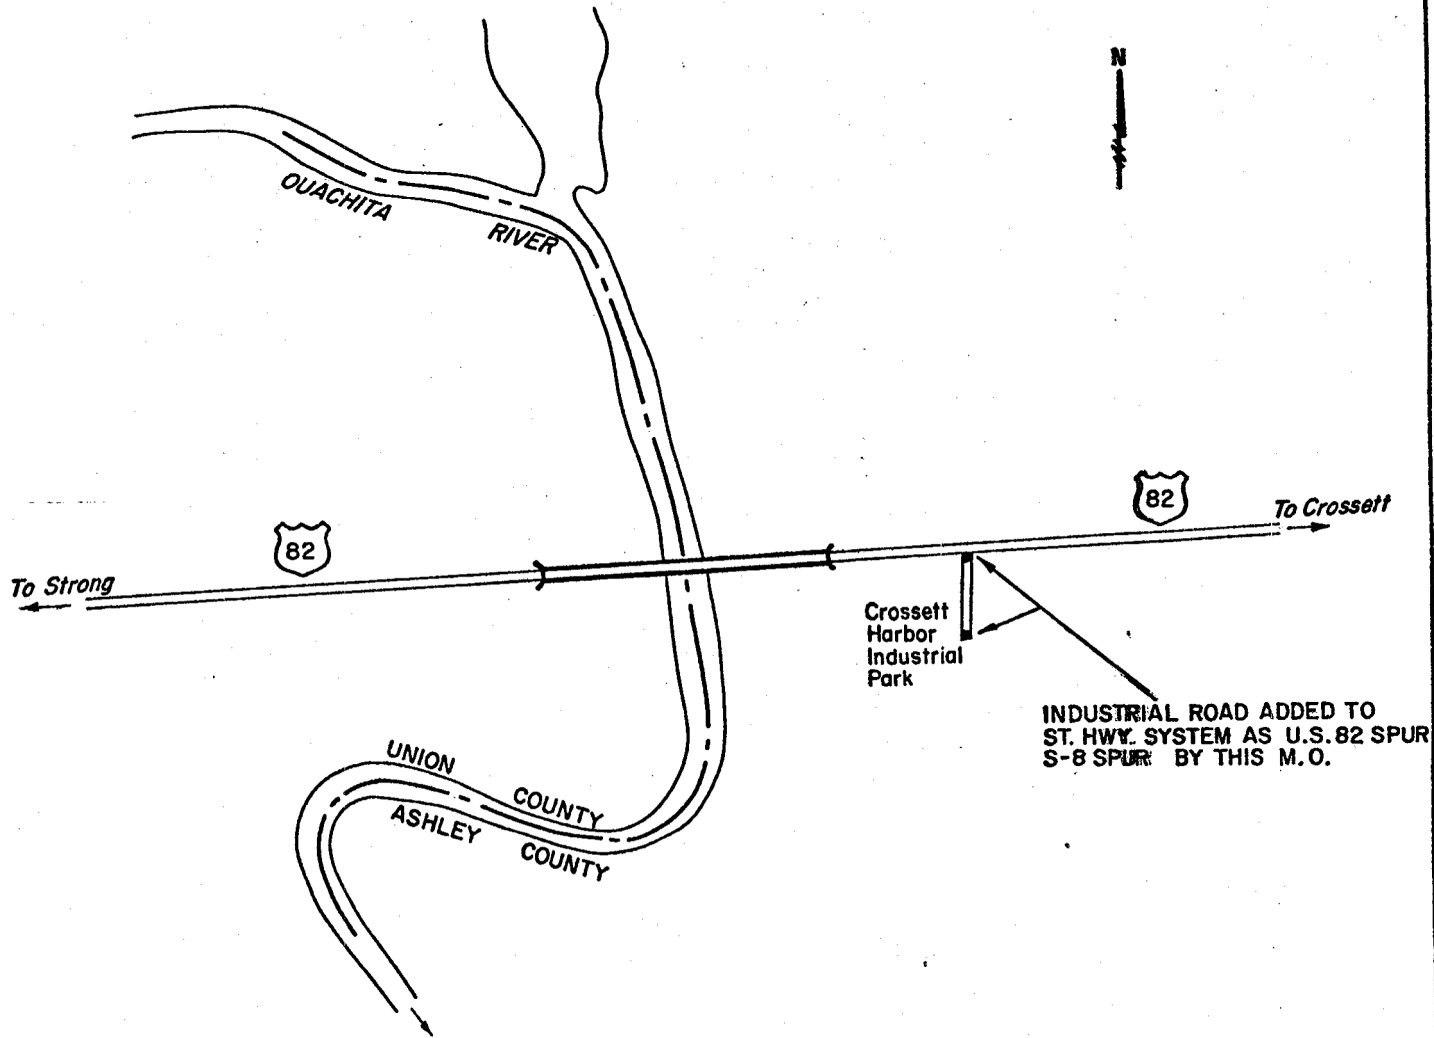 N
OUACHITA
RIVER
82
To Crossett
82
To Strong
Crossett
Harbor
Industrial
Park
INDUSTRIAL ROAD ADDED TO
ST. HWY. SYSTEM AS U.S. 82 SPUR
S-8 SPUR BY THIS M.O.
UNION COUNTY
ASHLEY COUNTY